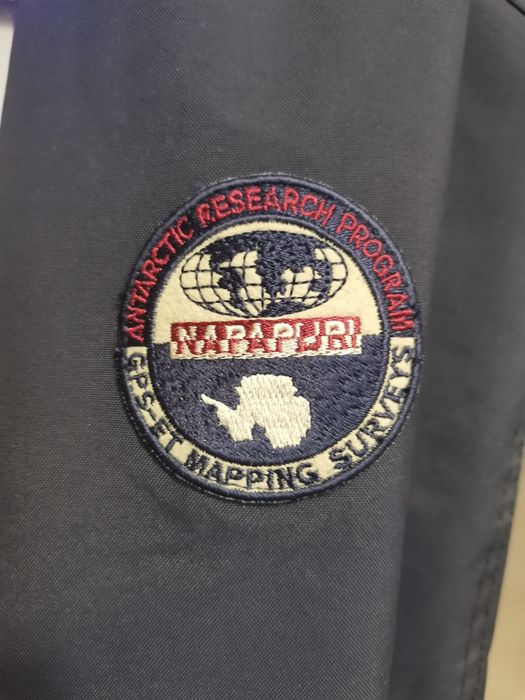 ANTARCTIC RESEARCH PROGRAM
NAPAPIJRI
GPS-ET MAPPING SURVEYS